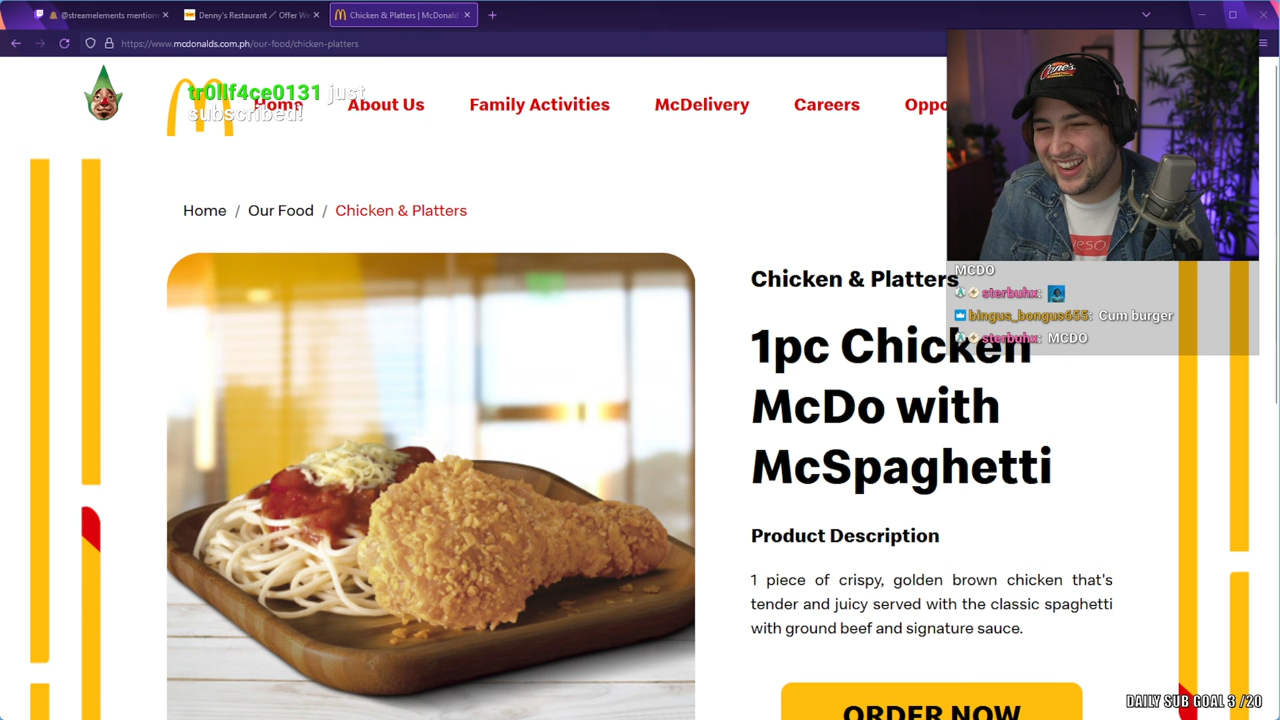 @streamelements mention
Denny's Restaurant / Offer We
Chicken & Platters | McDonald
https://www.mcdonalds.com.ph/our-food/chicken-platters
tr0llf4ce0131 just
subscribed!
Home
About Us
Family Activities
McDelivery
Careers
Oppo
Home / Our Food / Chicken & Platters
Cane's
MCDO
sterbuhx:
bingus_bongus655: Cum burger
sterbuhx: MCDO
Chicken & Platters
1pc Chicken
McDo with
McSpaghetti
Product Description
1 piece of crispy, golden brown chicken that's
tender and juicy served with the classic spaghetti
with ground beef and signature sauce.
ORDER NOW
DAILY SUB GOAL 3 /20